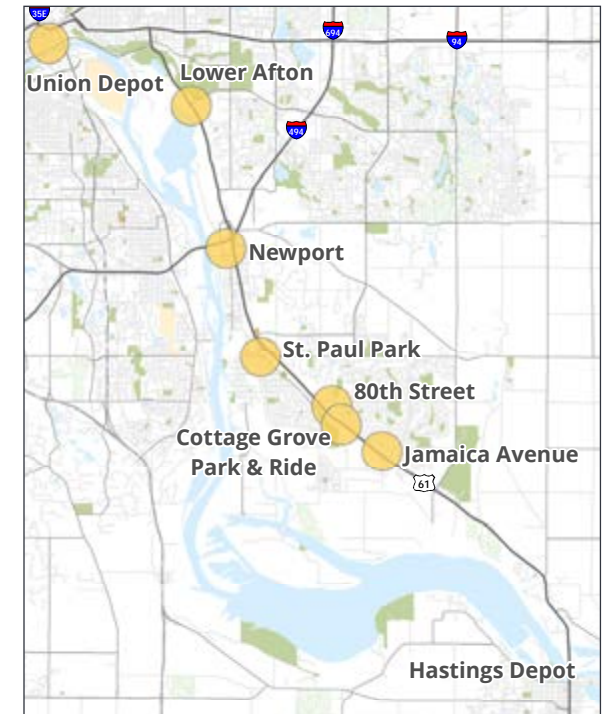 35E
694
94
Union Depot
Lower Afton
494
Newport
St. Paul Park
80th Street
Cottage Grove
Park & Ride
Jamaica Avenue
61
Hastings Depot